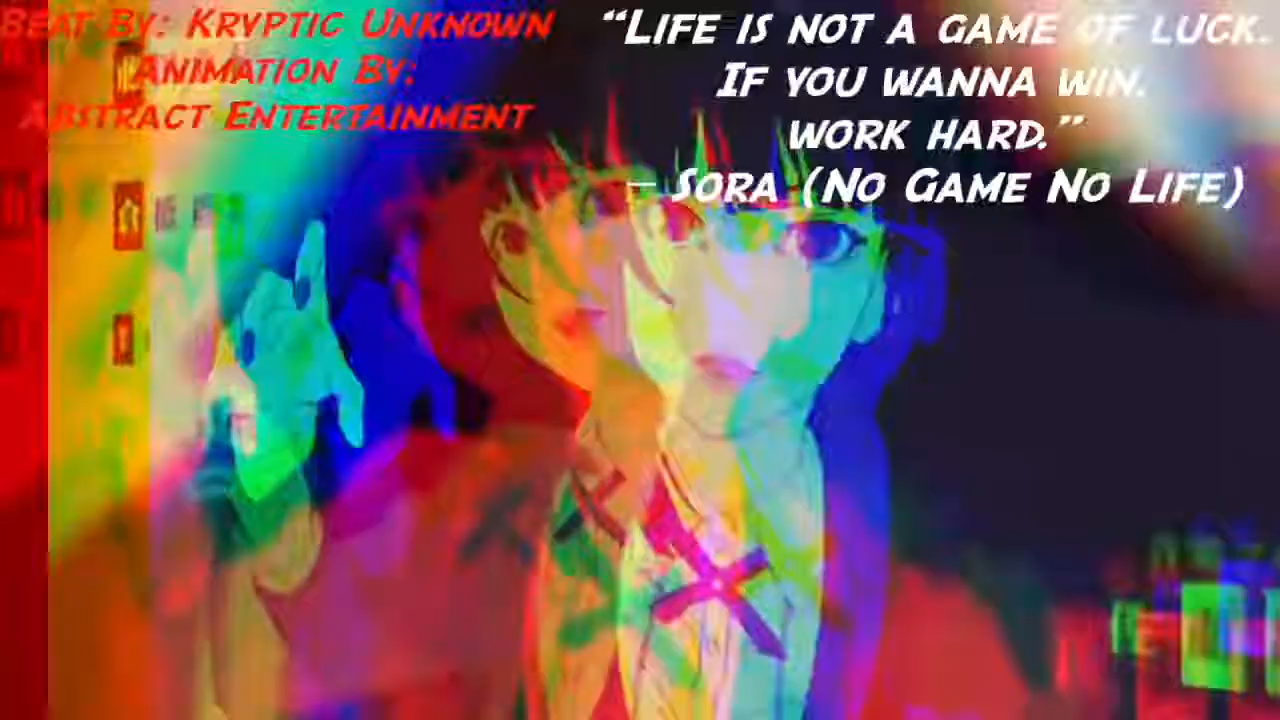 Beat By: Kryptic Unknown
Animation By:
Abstract Entertainment
“Life is not a game of luck.
If you wanna win.
work hard.”
– Sora (No Game No Life)